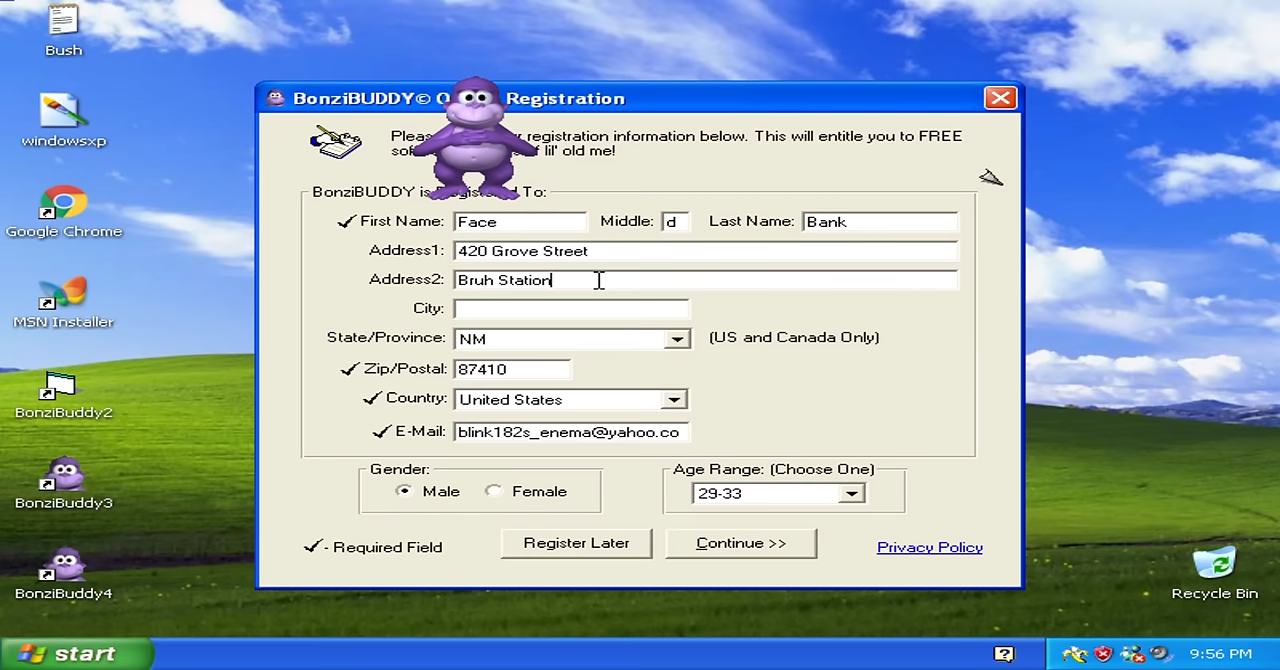 Bush
windowsxp
Google Chrome
MSN Installer
BonziBuddy2
BonziBuddy3
BonziBuddy4
BonziBUDDY© O Registration
Plea r registration information below. This will entitle you to FREE
sof f lil' old me!
BonziBUDDY is Regist d To:
First Name: Face Middle: d Last Name: Bank
Address1: 420 Grove Street
Address2: Bruh Station
City:
State/Province: NM (US and Canada Only)
Zip/Postal: 87410
Country: United States
E-Mail: blink182s_enema@yahoo.co
Gender:
Male Female
Age Range: (Choose One)
29-33
- Required Field
Register Later
Continue >>
Privacy Policy
Recycle Bin
start
9:56 PM